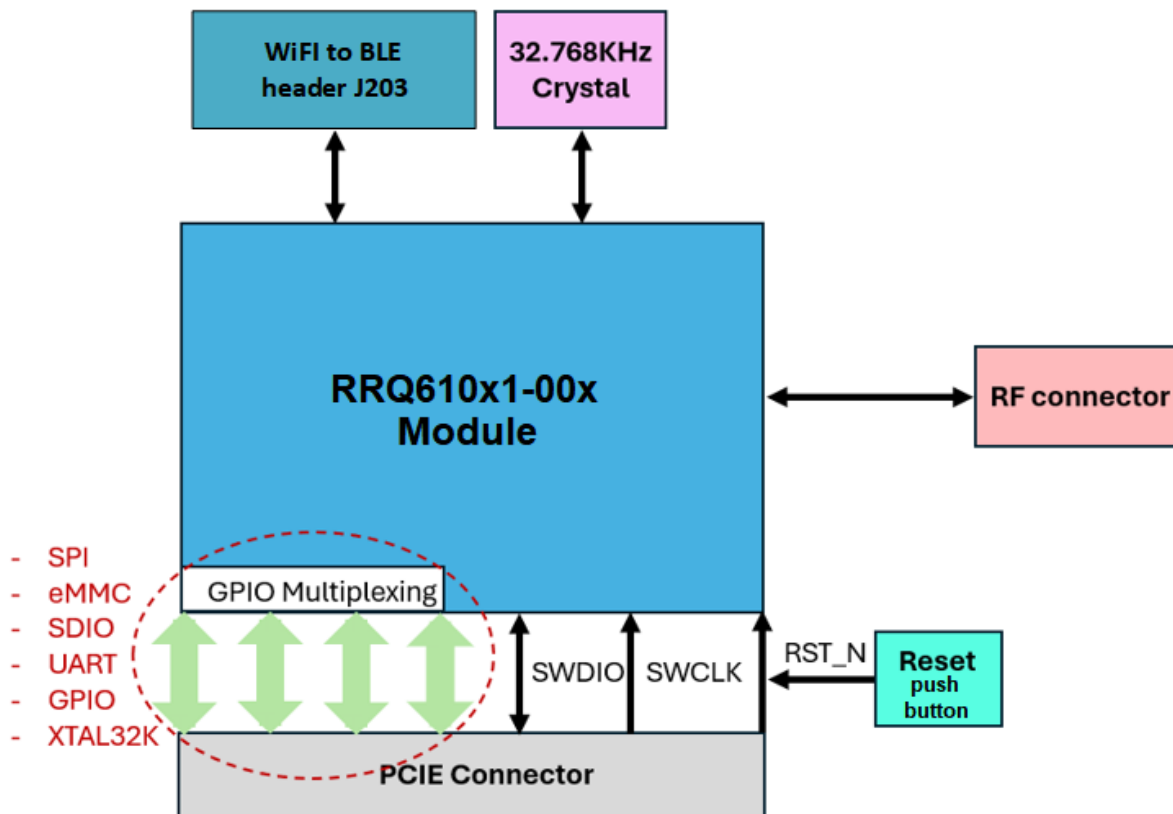 WiFI to BLE
header J203
32.768KHz
Crystal
RRQ610x1-00x
Module
RF connector
- SPI
- eMMC
- SDIO
- UART
- GPIO
- XTAL32K
GPIO Multiplexing
SWDIO
SWCLK
RST_N
Reset
push
button
PCIE Connector